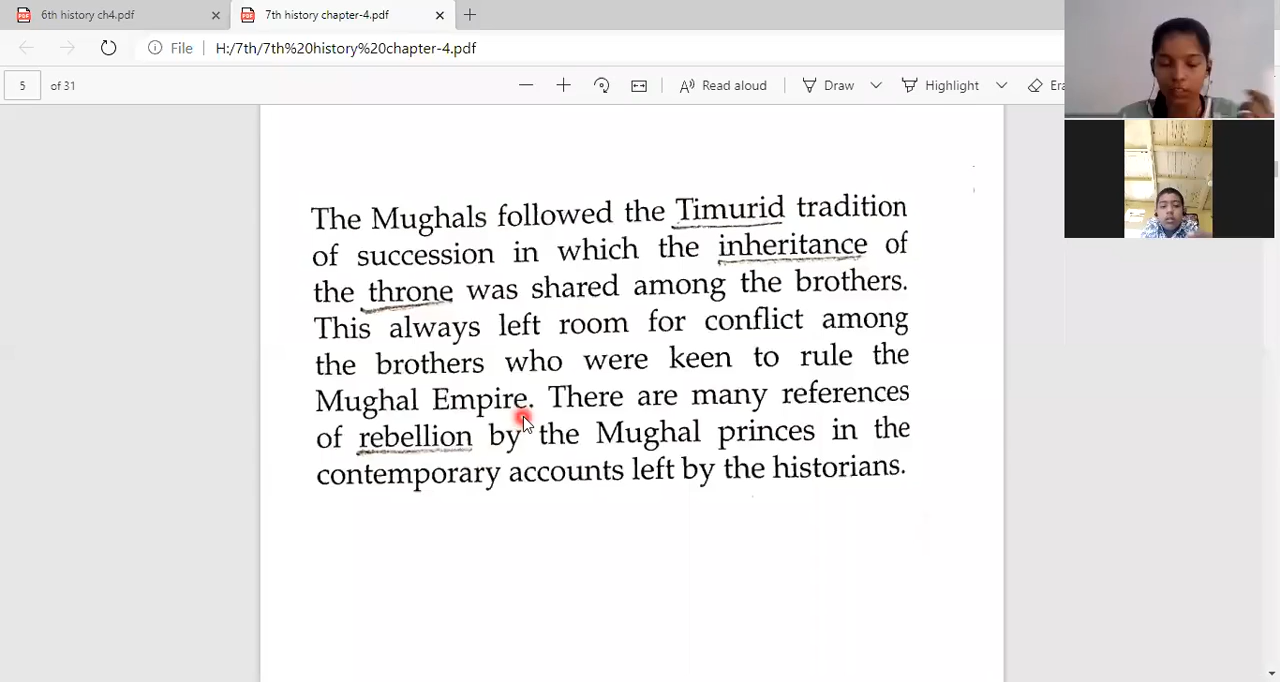 6th history ch4.pdf
7th history chapter-4.pdf
File
H:/7th/7th%20history%20chapter-4.pdf
5 of 31
Read aloud
Draw
Highlight
The Mughals followed the Timurid tradition
of succession in which the inheritance of
the throne was shared among the brothers.
This always left room for conflict among
the brothers who were keen to rule the
Mughal Empire. There are many references
of rebellion by the Mughal princes in the
contemporary accounts left by the historians.